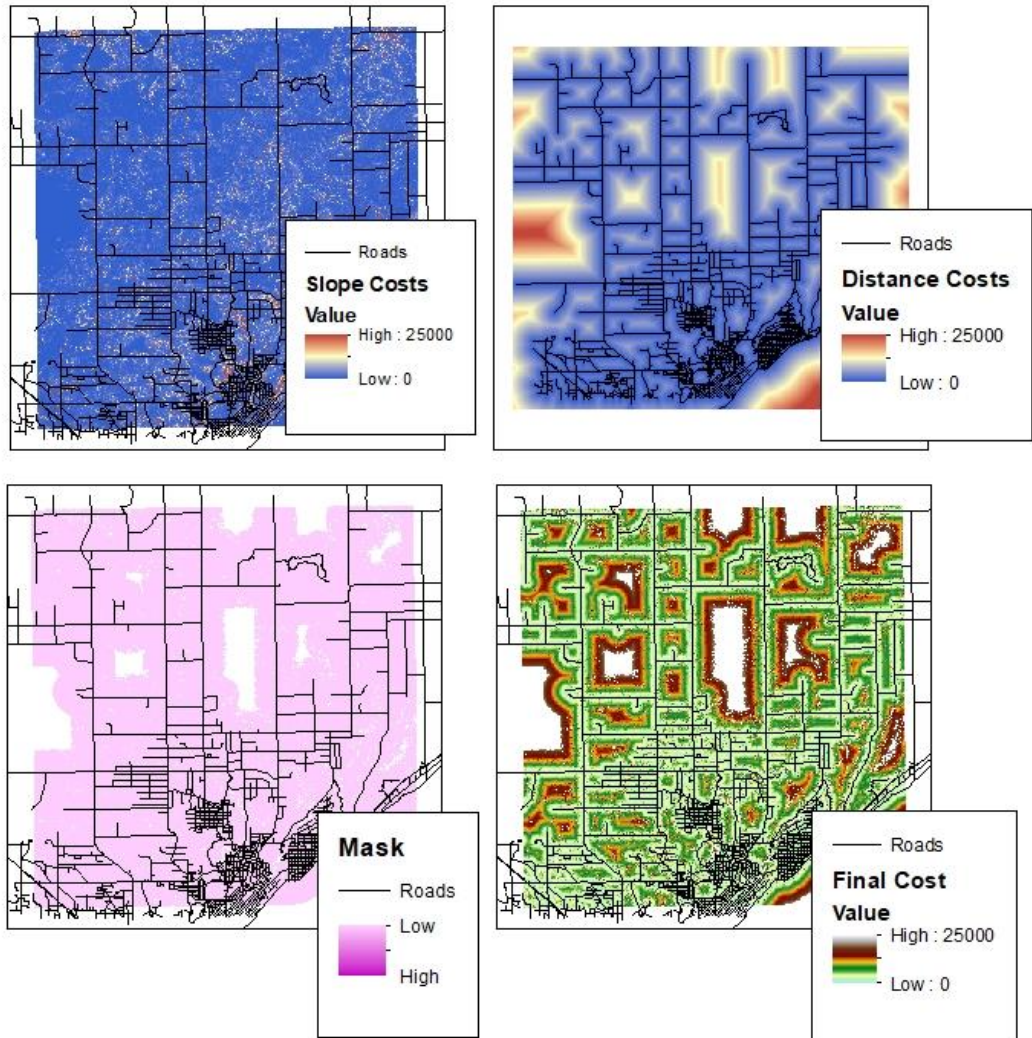 Roads
Slope Costs
Value
High : 25000
Low : 0
Roads
Distance Costs
Value
High : 25000
Low : 0
Mask
Roads
Low
High
Roads
Final Cost
Value
High : 25000
Low : 0